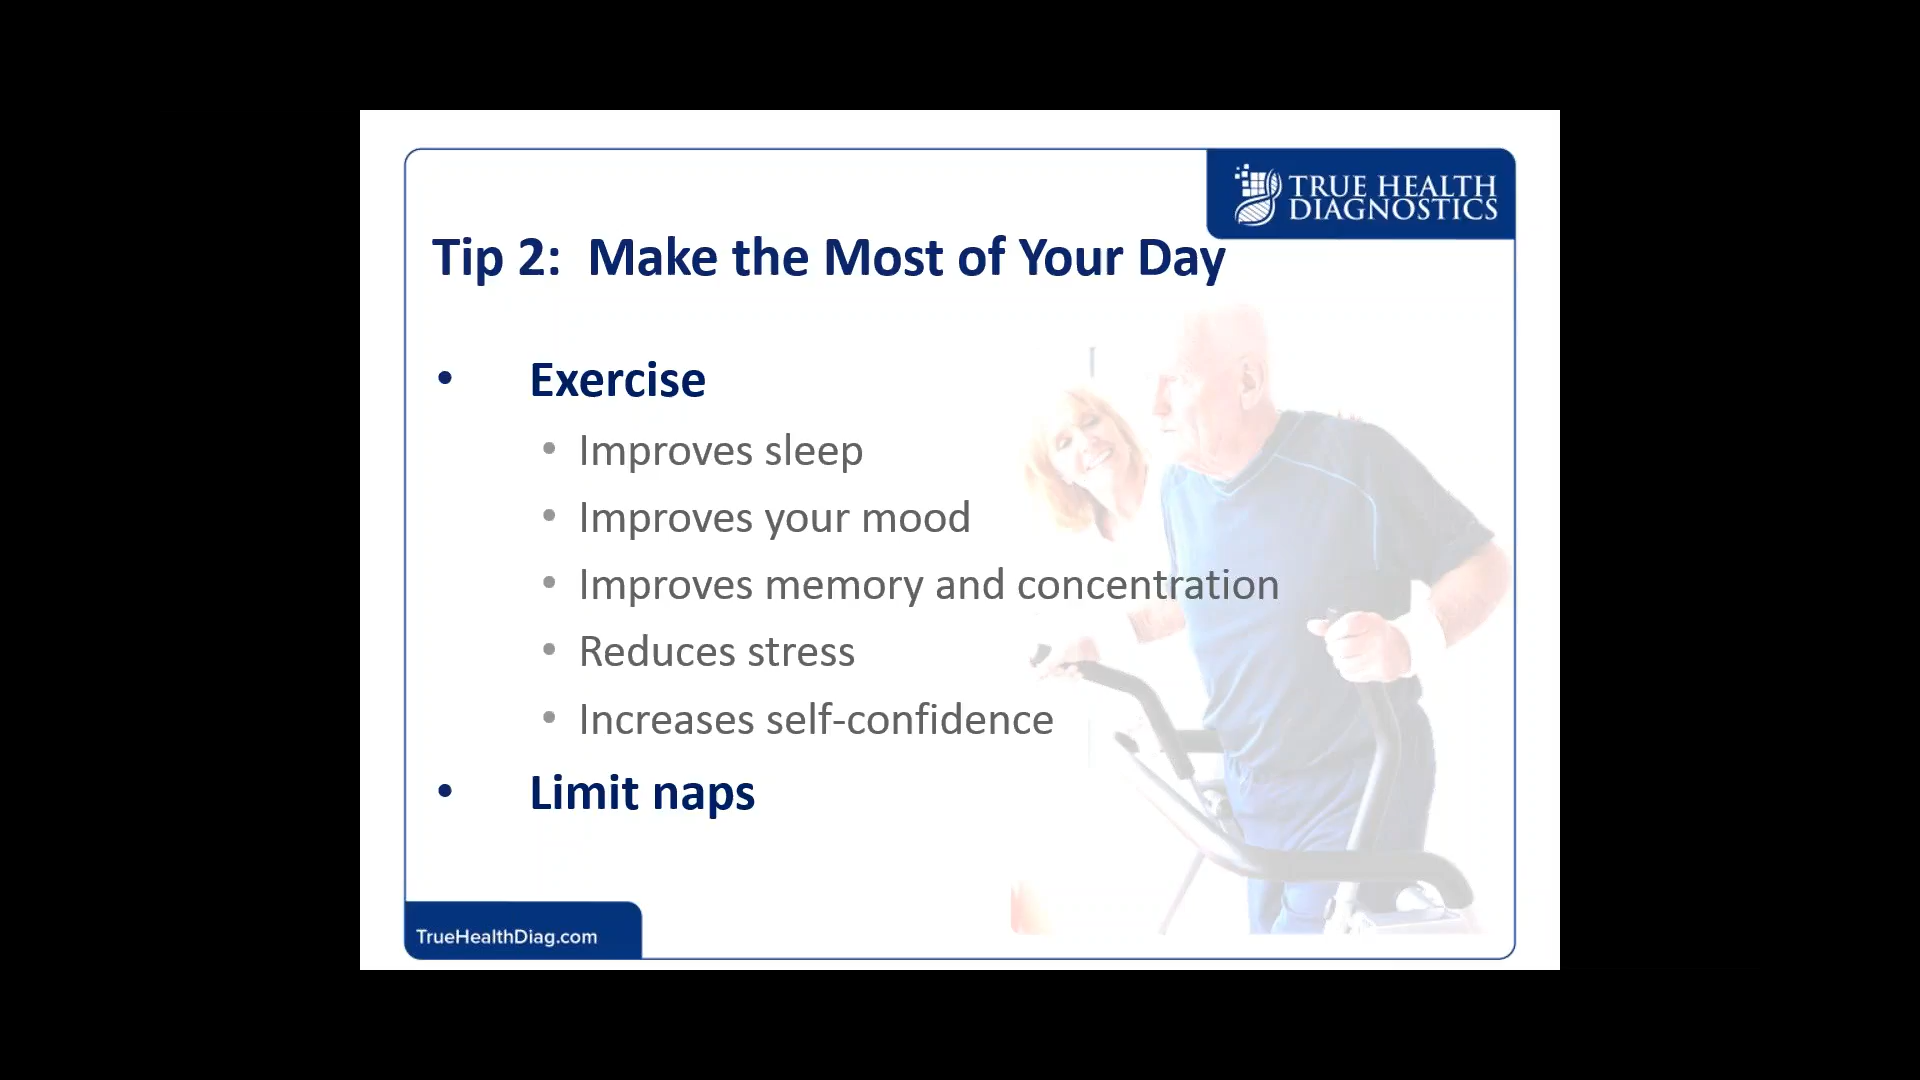 TRUE HEALTH
DIAGNOSTICS
Tip 2: Make the Most of Your Day
• Exercise
• Improves sleep
• Improves your mood
• Improves memory and concentration
• Reduces stress
• Increases self-confidence
• Limit naps
TrueHealthDiag.com